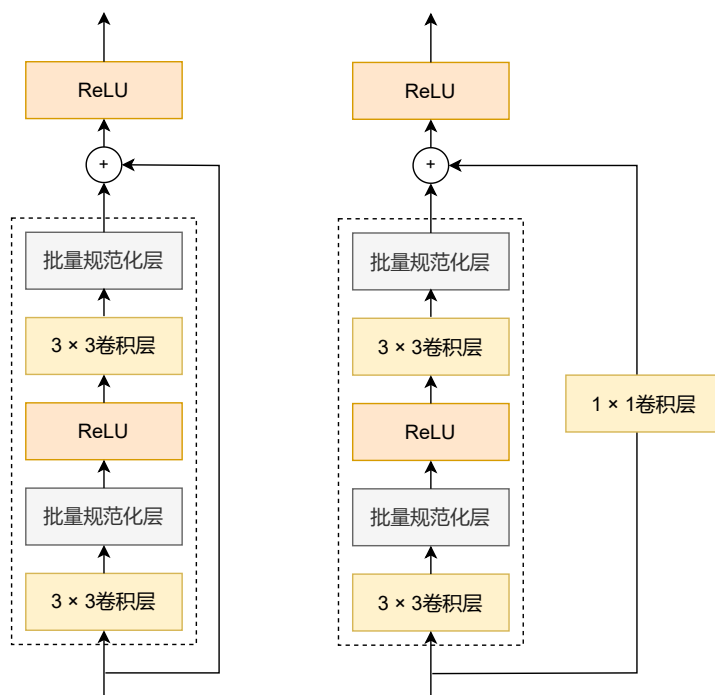 ReLU
+
批量规范化层
3 × 3卷积层
ReLU
批量规范化层
3 × 3卷积层
ReLU
+
批量规范化层
3 × 3卷积层
ReLU
批量规范化层
3 × 3卷积层
1 × 1卷积层